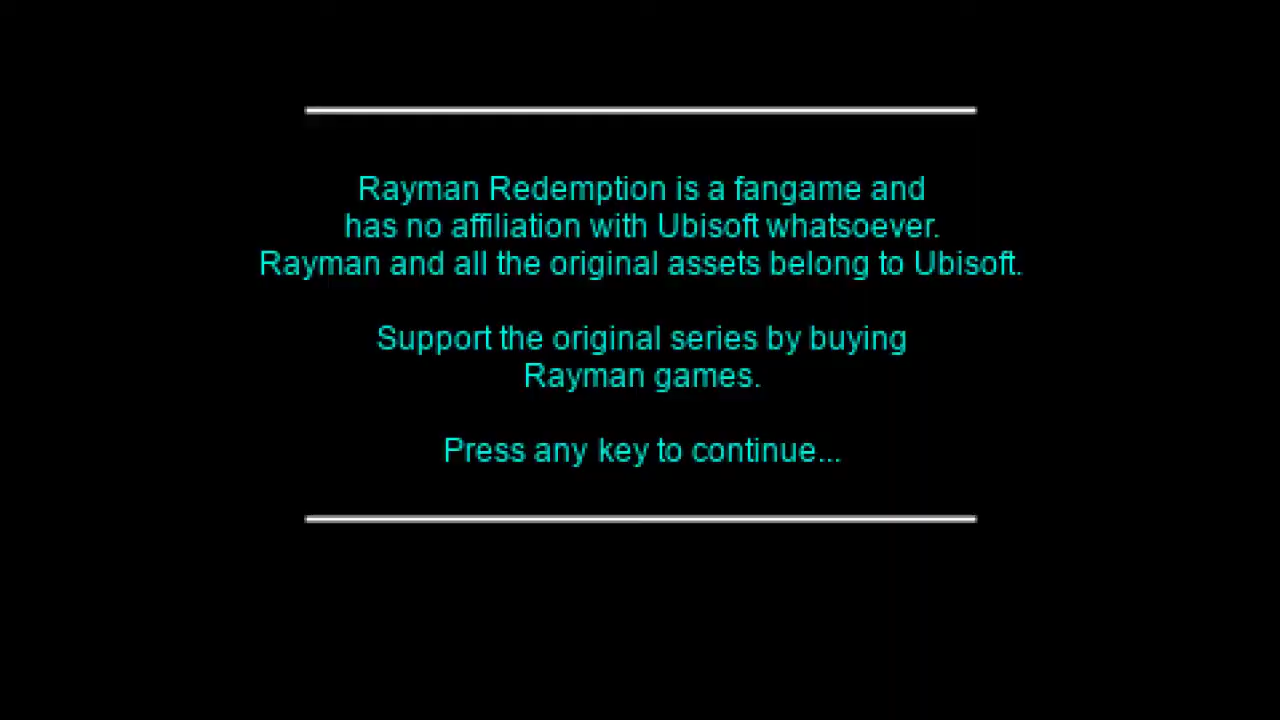 Rayman Redemption is a fangame and
has no affiliation with Ubisoft whatsoever.
Rayman and all the original assets belong to Ubisoft.
Support the original series by buying
Rayman games.
Press any key to continue...